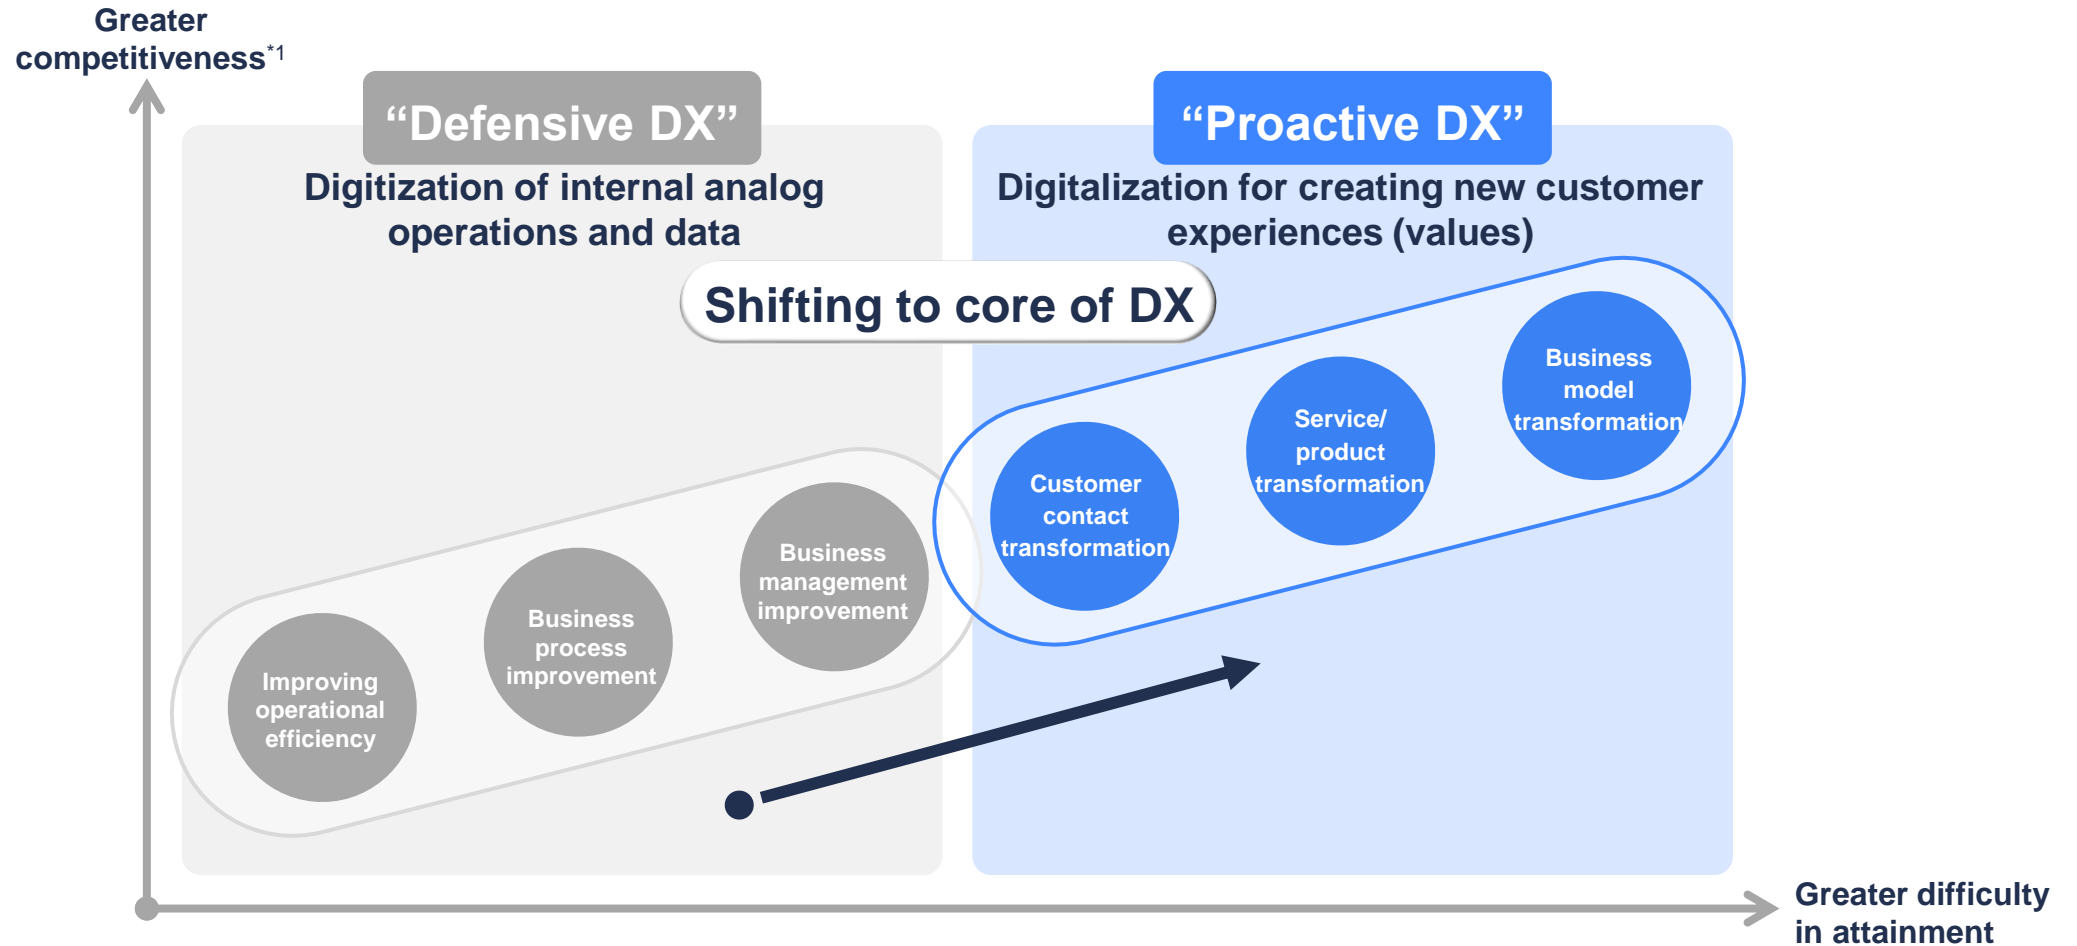 Greater
competitiveness*1
“Defensive DX”
Digitization of internal analog
operations and data
“Proactive DX”
Digitalization for creating new customer
experiences (values)
Shifting to core of DX
Improving
operational
efficiency
Business
process
improvement
Business
management
improvement
Customer
contact
transformation
Service/
product
transformation
Business
model
transformation
Greater difficulty
in attainment